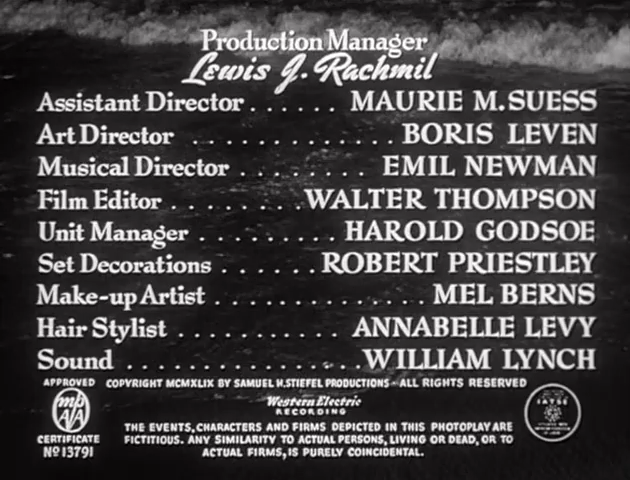 Production Manager
Lewis J. Rachmil
Assistant Director . . . . . . MAURIE M. SUESS
Art Director . . . . . . . . . . . . . BORIS LEVEN
Musical Director . . . . . . . . EMIL NEWMAN
Film Editor . . . . . . . . WALTER THOMPSON
Unit Manager . . . . . . . . . HAROLD GODSOE
Set Decorations . . . . . . ROBERT PRIESTLEY
Make-up Artist . . . . . . . . . . . . . MEL BERNS
Hair Stylist . . . . . . . . . . . ANNABELLE LEVY
Sound . . . . . . . . . . . . . . . WILLIAM LYNCH
APPROVED COPYRIGHT MCMXLIX BY SAMUEL H. STIEFEL PRODUCTIONS - ALL RIGHTS RESERVED
MPAA
Western Electric
RECORDING
IATSE
CERTIFICATE
Nº 13791
THE EVENTS, CHARACTERS AND FIRMS DEPICTED IN THIS PHOTOPLAY ARE
FICTITIOUS. ANY SIMILARITY TO ACTUAL PERSONS, LIVING OR DEAD, OR TO
ACTUAL FIRMS, IS PURELY COINCIDENTAL.